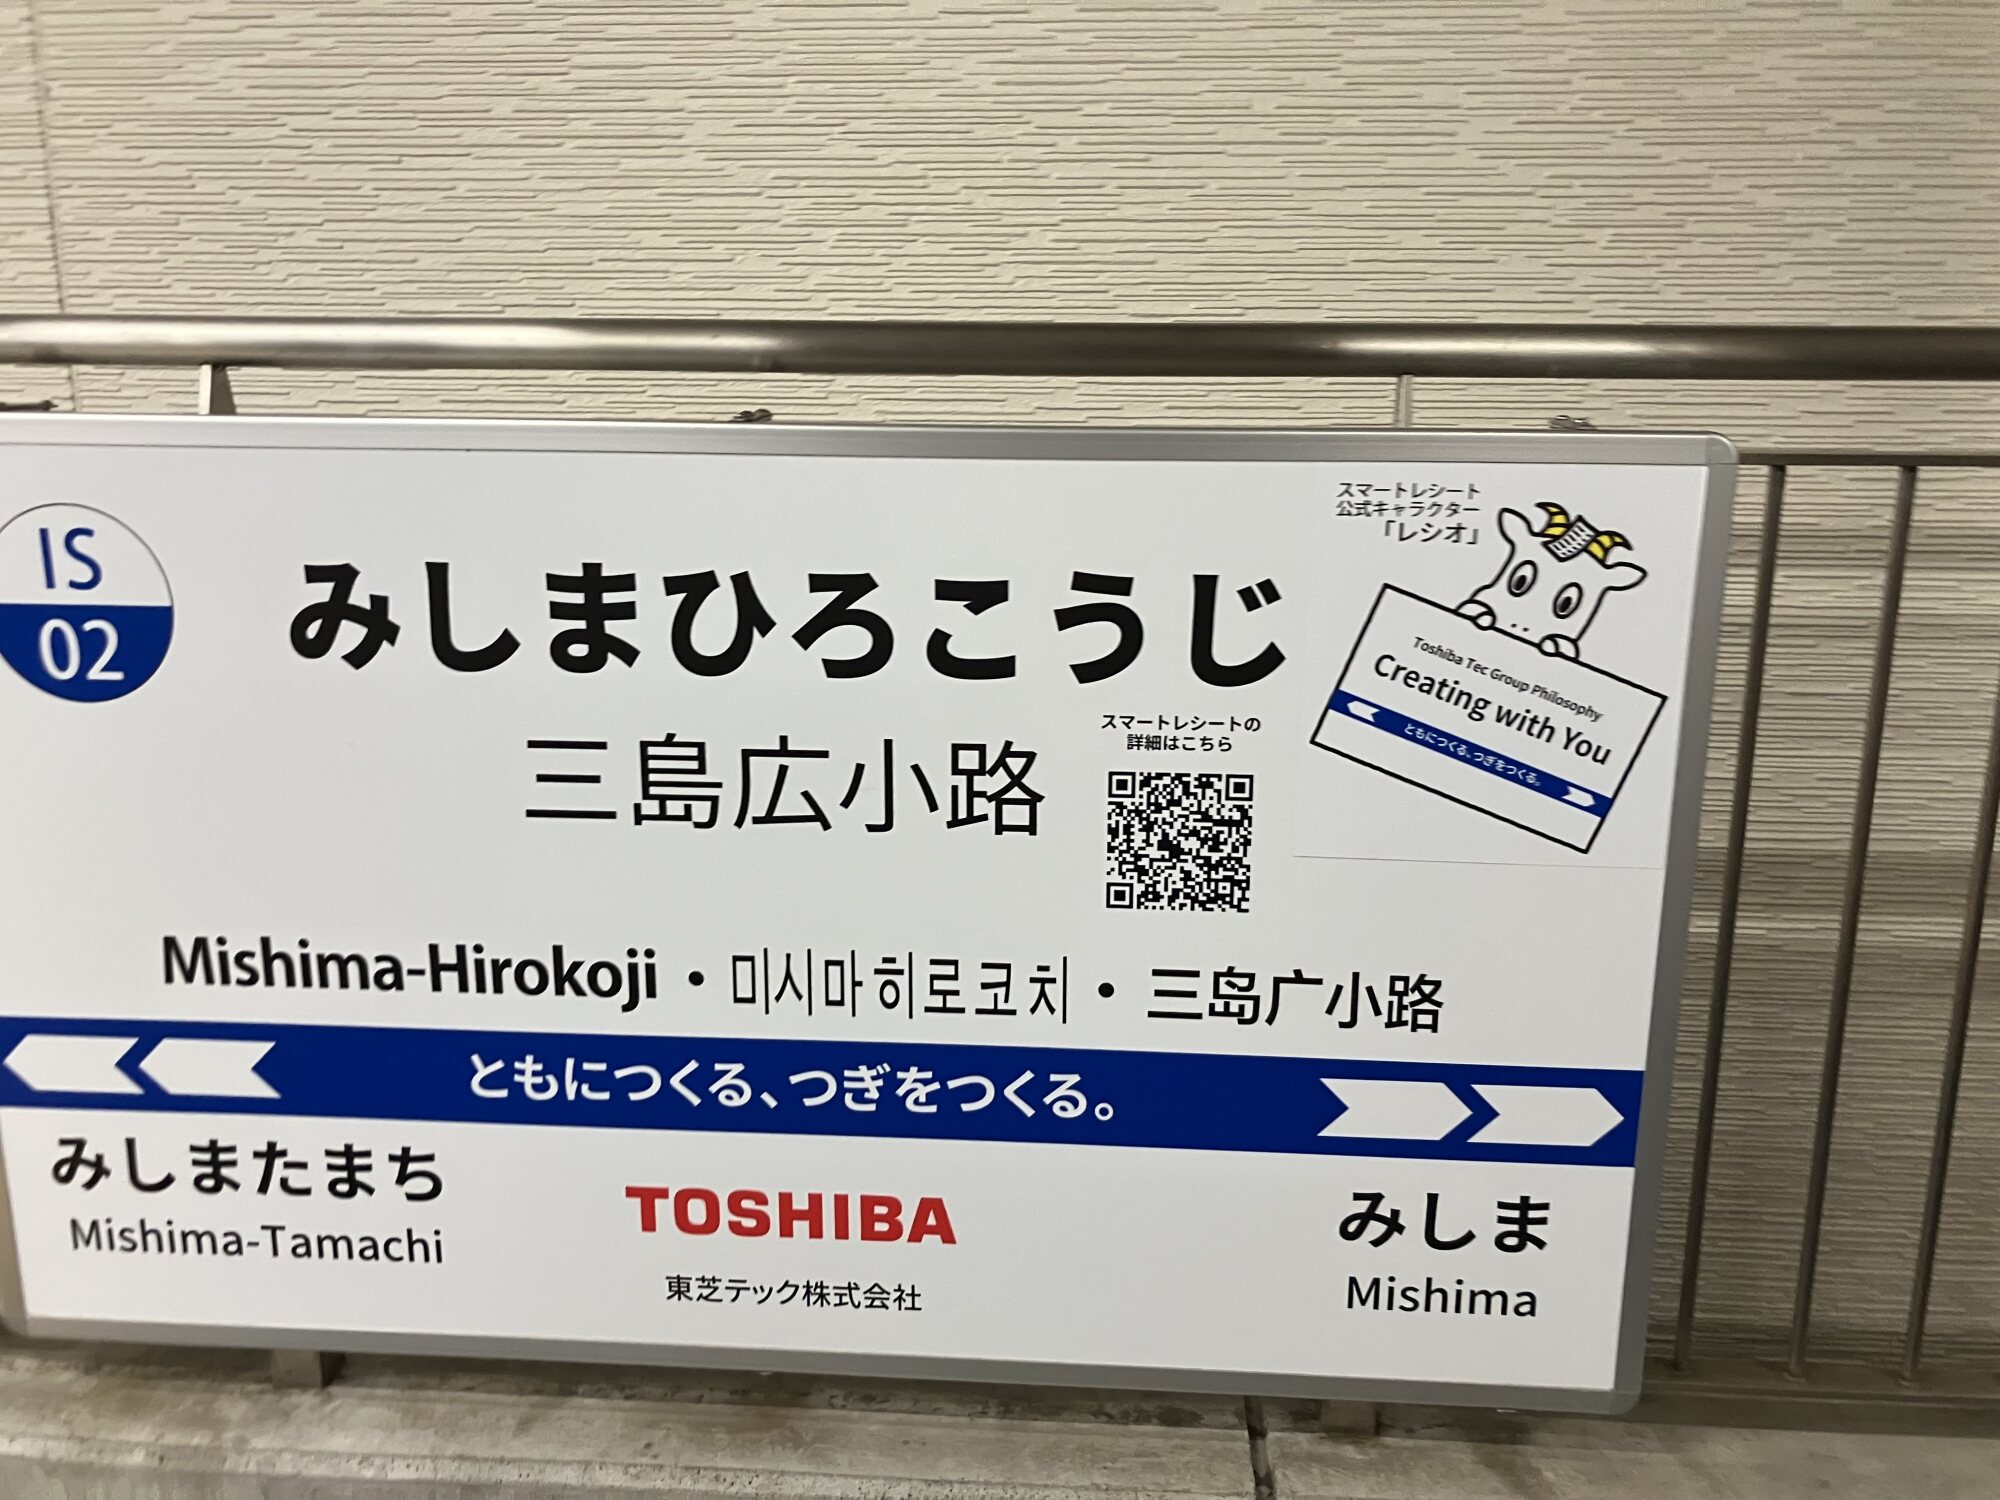 IS
02
みしまひろこうじ
三島広小路
スマートレシート
公式キャラクター
「レシオ」
Toshiba Tec Group Philosophy
Creating with You
ともにつくる、つぎをつくる。
スマートレシートの
詳細はこちら
Mishima-Hirokoji・미시마 히로코치・三岛广小路
ともにつくる、つぎをつくる。
みしまたまち
Mishima-Tamachi
TOSHIBA
東芝テック株式会社
みしま
Mishima